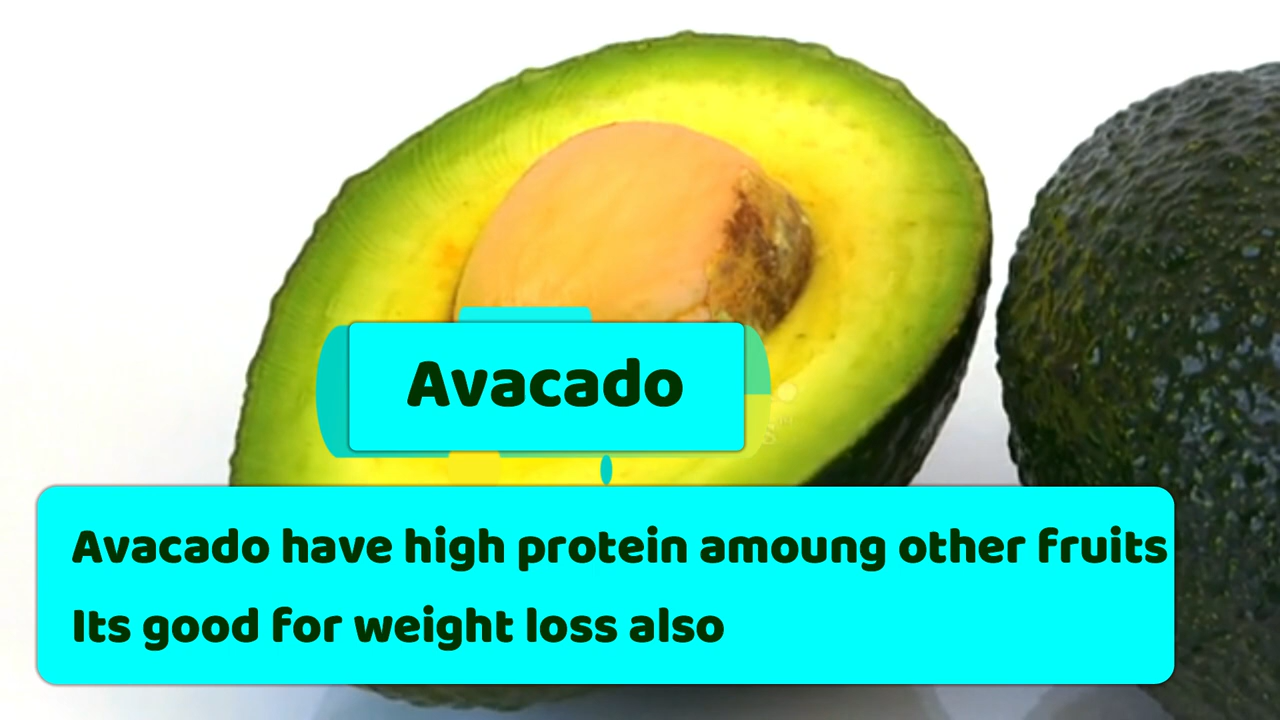 Avacado
Avacado have high protein amoung other fruits
Its good for weight loss also